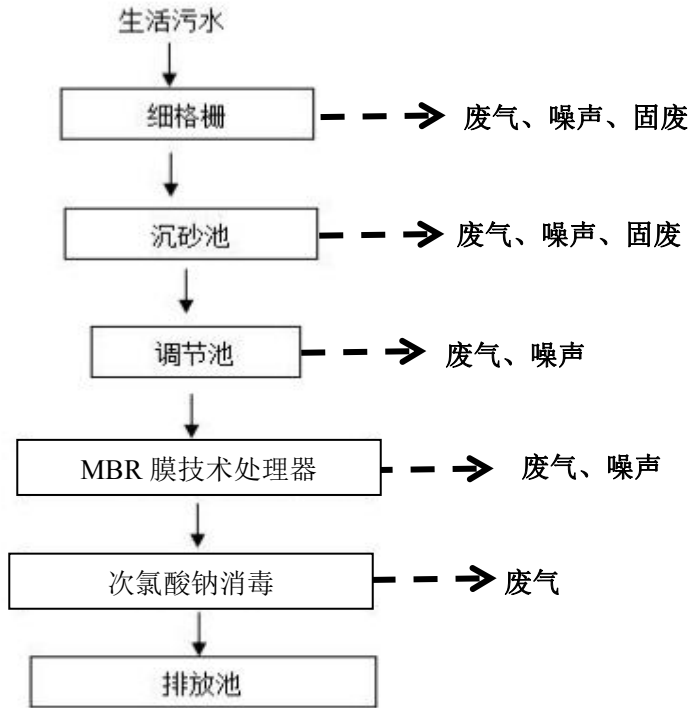 生活污水
细格栅
废气、噪声、固废
沉砂池
废气、噪声、固废
调节池
废气、噪声
MBR 膜技术处理器
废气、噪声
次氯酸钠消毒
废气
排放池